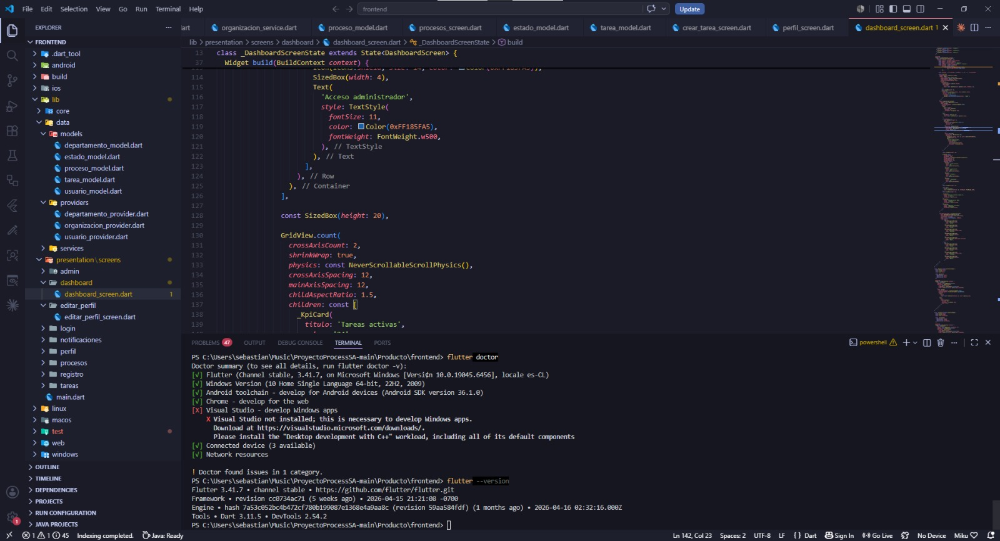 File Edit Selection View Go Run Terminal Help
frontend
Update
EXPLORER
FRONTEND
.dart_tool
android
build
ios
lib
core
data
models
departamento_model.dart
estado_model.dart
proceso_model.dart
tarea_model.dart
usuario_model.dart
providers
departamento_provider.dart
organizacion_provider.dart
usuario_provider.dart
services
presentation\screens
admin
dashboard
dashboard_screen.dart 1
editar_perfil
editar_perfil_screen.dart
login
notificaciones
perfil
procesos
registro
tareas
main.dart
linux
macos
test
web
windows
OUTLINE
TIMELINE
DEPENDENCIES
PROJECTS
RUN CONFIGURATION
JAVA PROJECTS
1
dart organizacion_service.dart proceso_model.dart procesos_screen.dart estado_model.dart tarea_model.dart crear_tarea_screen.dart perfil_screen.dart dashboard_screen.dart 1
lib > presentation > screens > dashboard > dashboard_screen.dart > _DashboardScreenState > build
13 class _DashboardScreenState extends State<DashboardScreen> {
37 Widget build(BuildContext context) {
114 SizedBox(width: 4),
115 Text(
116 'Acceso administrador',
117 style: TextStyle(
118 fontSize: 11,
119 color: Color(0xFF185FA5),
120 fontWeight: FontWeight.w500,
121 ), // TextStyle
122 ), // Text
123 ],
124 ), // Row
125 ), // Container
126 ],
127
128 const SizedBox(height: 20),
129
130 GridView.count(
131 crossAxisCount: 2,
132 shrinkWrap: true,
133 physics: const NeverScrollableScrollPhysics(),
134 crossAxisSpacing: 12,
135 mainAxisSpacing: 12,
136 childAspectRatio: 1.5,
137 children: const [
138 _KpiCard(
139 titulo: 'Tareas activas',
PROBLEMS 47 OUTPUT DEBUG CONSOLE TERMINAL PORTS
powershell
PS C:\Users\sebastian\Music\ProyectoProcessSA-main\Producto\frontend> flutter doctor
Doctor summary (to see all details, run flutter doctor -v):
[√] Flutter (Channel stable, 3.41.7, on Microsoft Windows [Versi¢n 10.0.19045.6456], locale es-CL)
[√] Windows Version (10 Home Single Language 64-bit, 22H2, 2009)
[√] Android toolchain - develop for Android devices (Android SDK version 36.1.0)
[√] Chrome - develop for the web
[X] Visual Studio - develop Windows apps
X Visual Studio not installed; this is necessary to develop Windows apps.
Download at https://visualstudio.microsoft.com/downloads/.
Please install the "Desktop development with C++" workload, including all of its default components
[√] Connected device (3 available)
[√] Network resources
! Doctor found issues in 1 category.
PS C:\Users\sebastian\Music\ProyectoProcessSA-main\Producto\frontend> flutter --version
Flutter 3.41.7 • channel stable • https://github.com/flutter/flutter.git
Framework • revision cc0734ac71 (5 weeks ago) • 2026-04-15 21:21:08 -0700
Engine • hash 7a53c052bc4b472cf780b199087e1368e4a9aa8c (revision 59aa584fdf) (1 months ago) • 2026-04-16 02:32:16.000Z
Tools • Dart 3.11.5 • DevTools 2.54.2
PS C:\Users\sebastian\Music\ProyectoProcessSA-main\Producto\frontend>
1 1 45 Indexing completed. Java: Ready Ln 142, Col 23 Spaces: 2 UTF-8 LF { } Dart Sign In Go Live No Device Miku